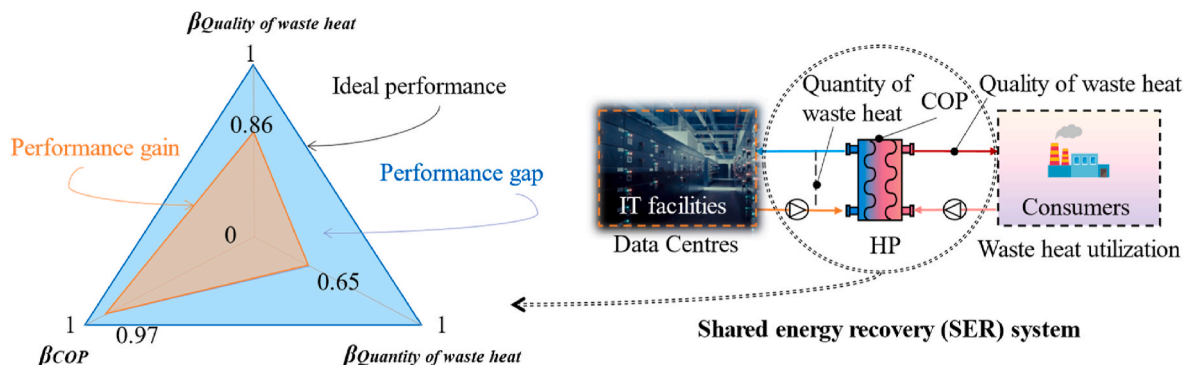 βQuality of waste heat
1
Ideal performance
0.86
Performance gain
Performance gap
0
0.65
1
0.97
1
βCOP
βQuantity of waste heat
Quantity of
waste heat
COP
Quality of waste heat
IT facilities
Consumers
Data Centres
HP
Waste heat utilization
Shared energy recovery (SER) system